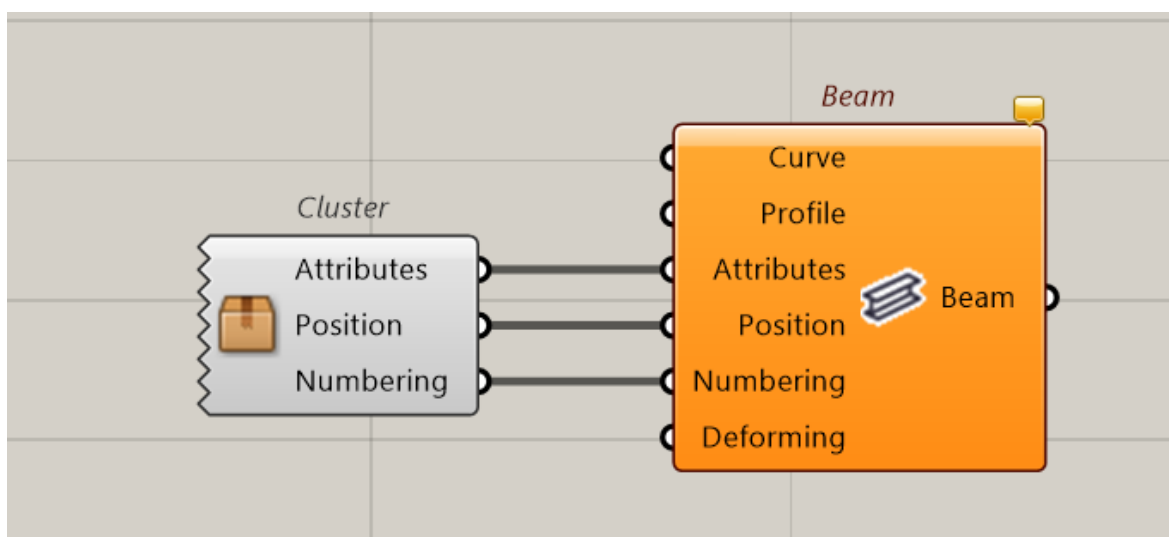 Cluster
Attributes
Position
Numbering
Beam
Curve
Profile
Attributes
Position
Numbering
Deforming
Beam